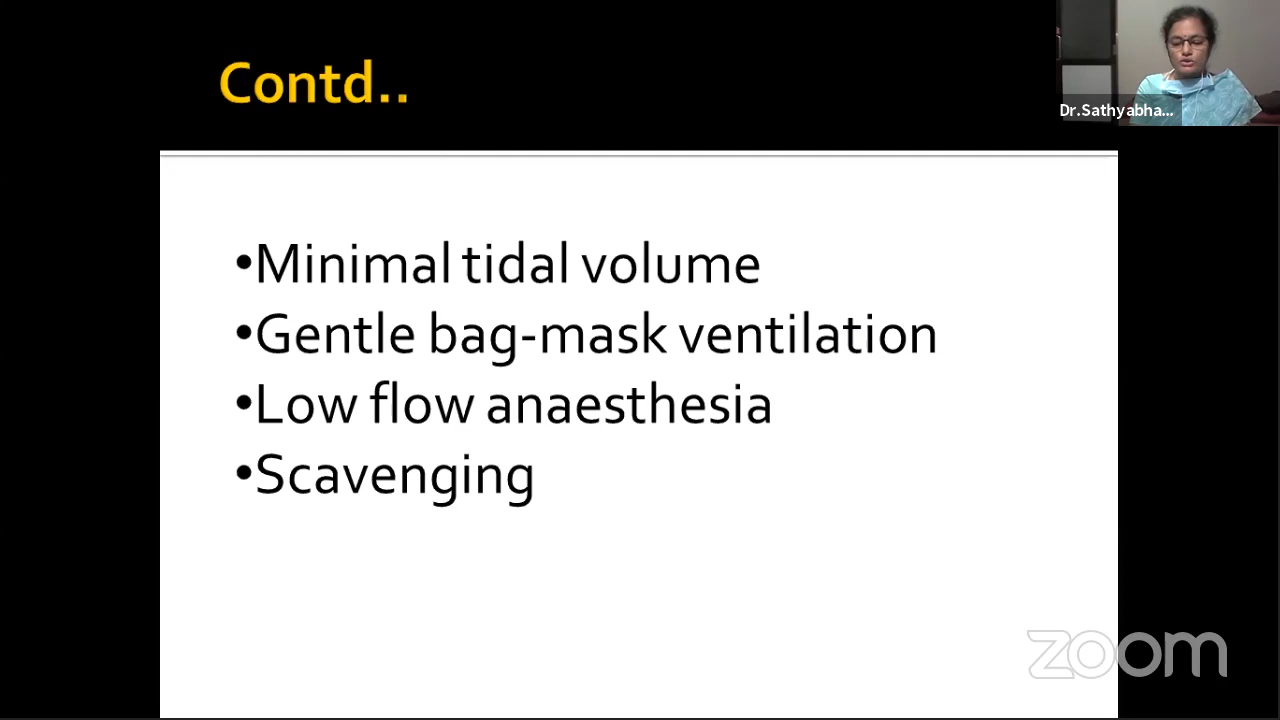 Contd..
Dr.Sathyabha...
•Minimal tidal volume
•Gentle bag-mask ventilation
•Low flow anaesthesia
•Scavenging
zoom